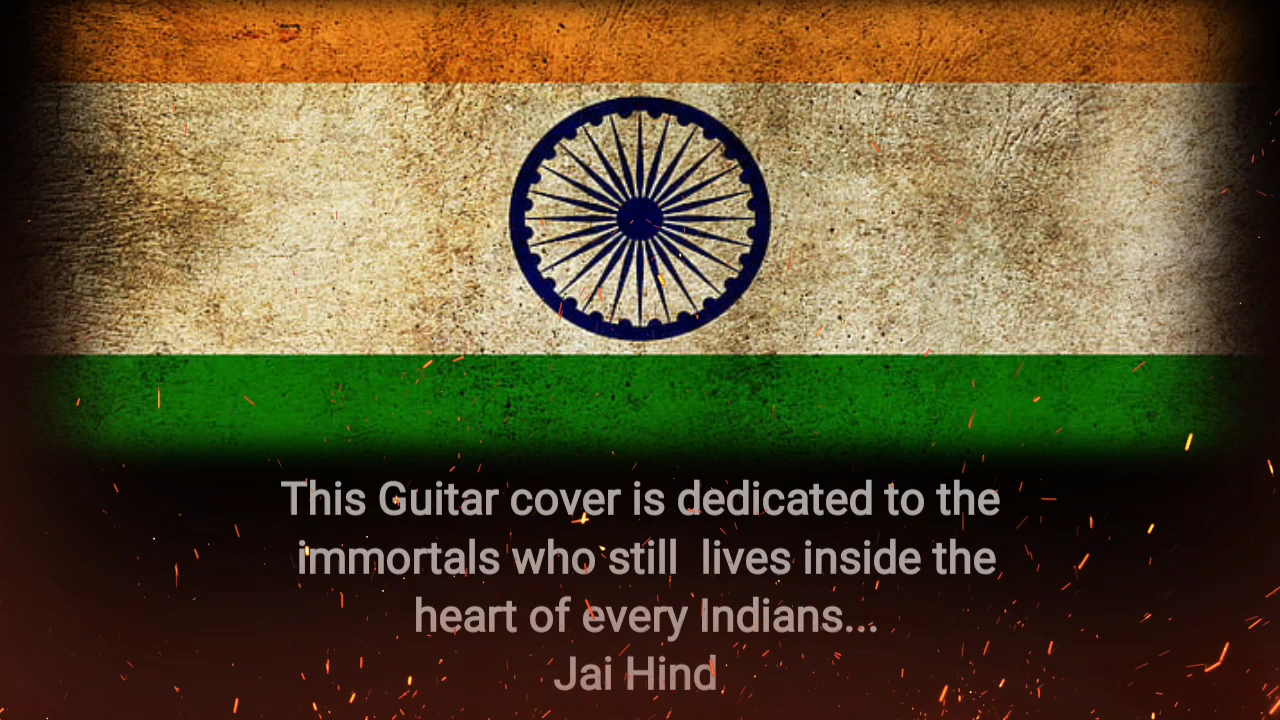 This Guitar cover is dedicated to the
immortals who still  lives inside the
heart of every Indians...
Jai Hind